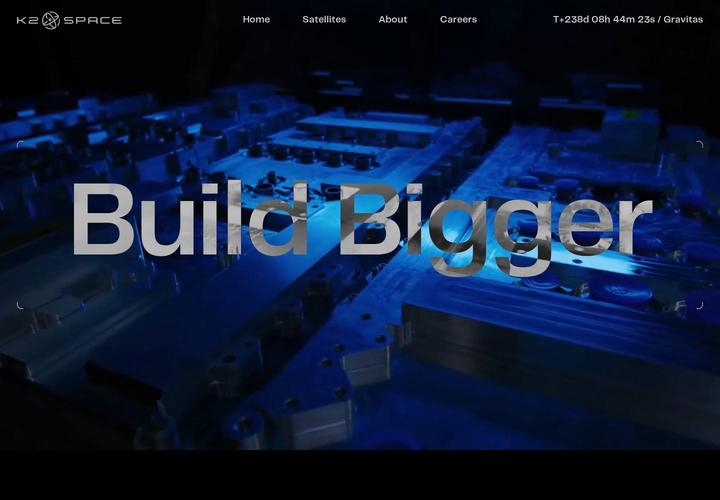 K2 SPACE
Home
Satellites
About
Careers
T+238d 08h 44m 23s / Gravitas
Build Bigger